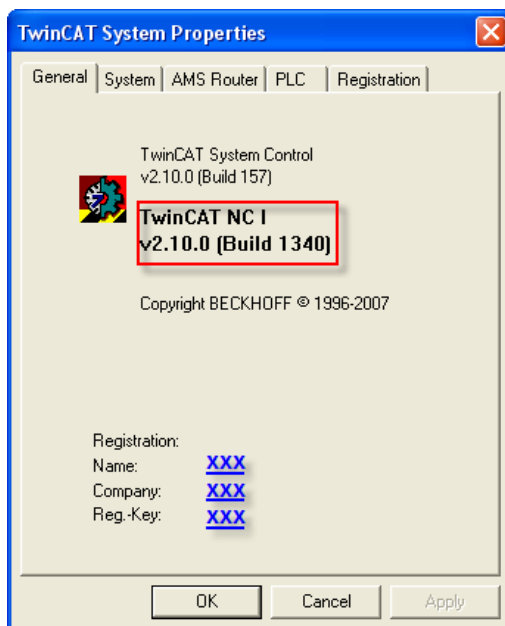 TwinCAT System Properties
General System AMS Router PLC Registration
TwinCAT System Control
v2.10.0 (Build 157)
TwinCAT NC I
v2.10.0 (Build 1340)
Copyright BECKHOFF © 1996-2007
Registration:
Name: XXX
Company: XXX
Reg.-Key: XXX
OK Cancel Apply